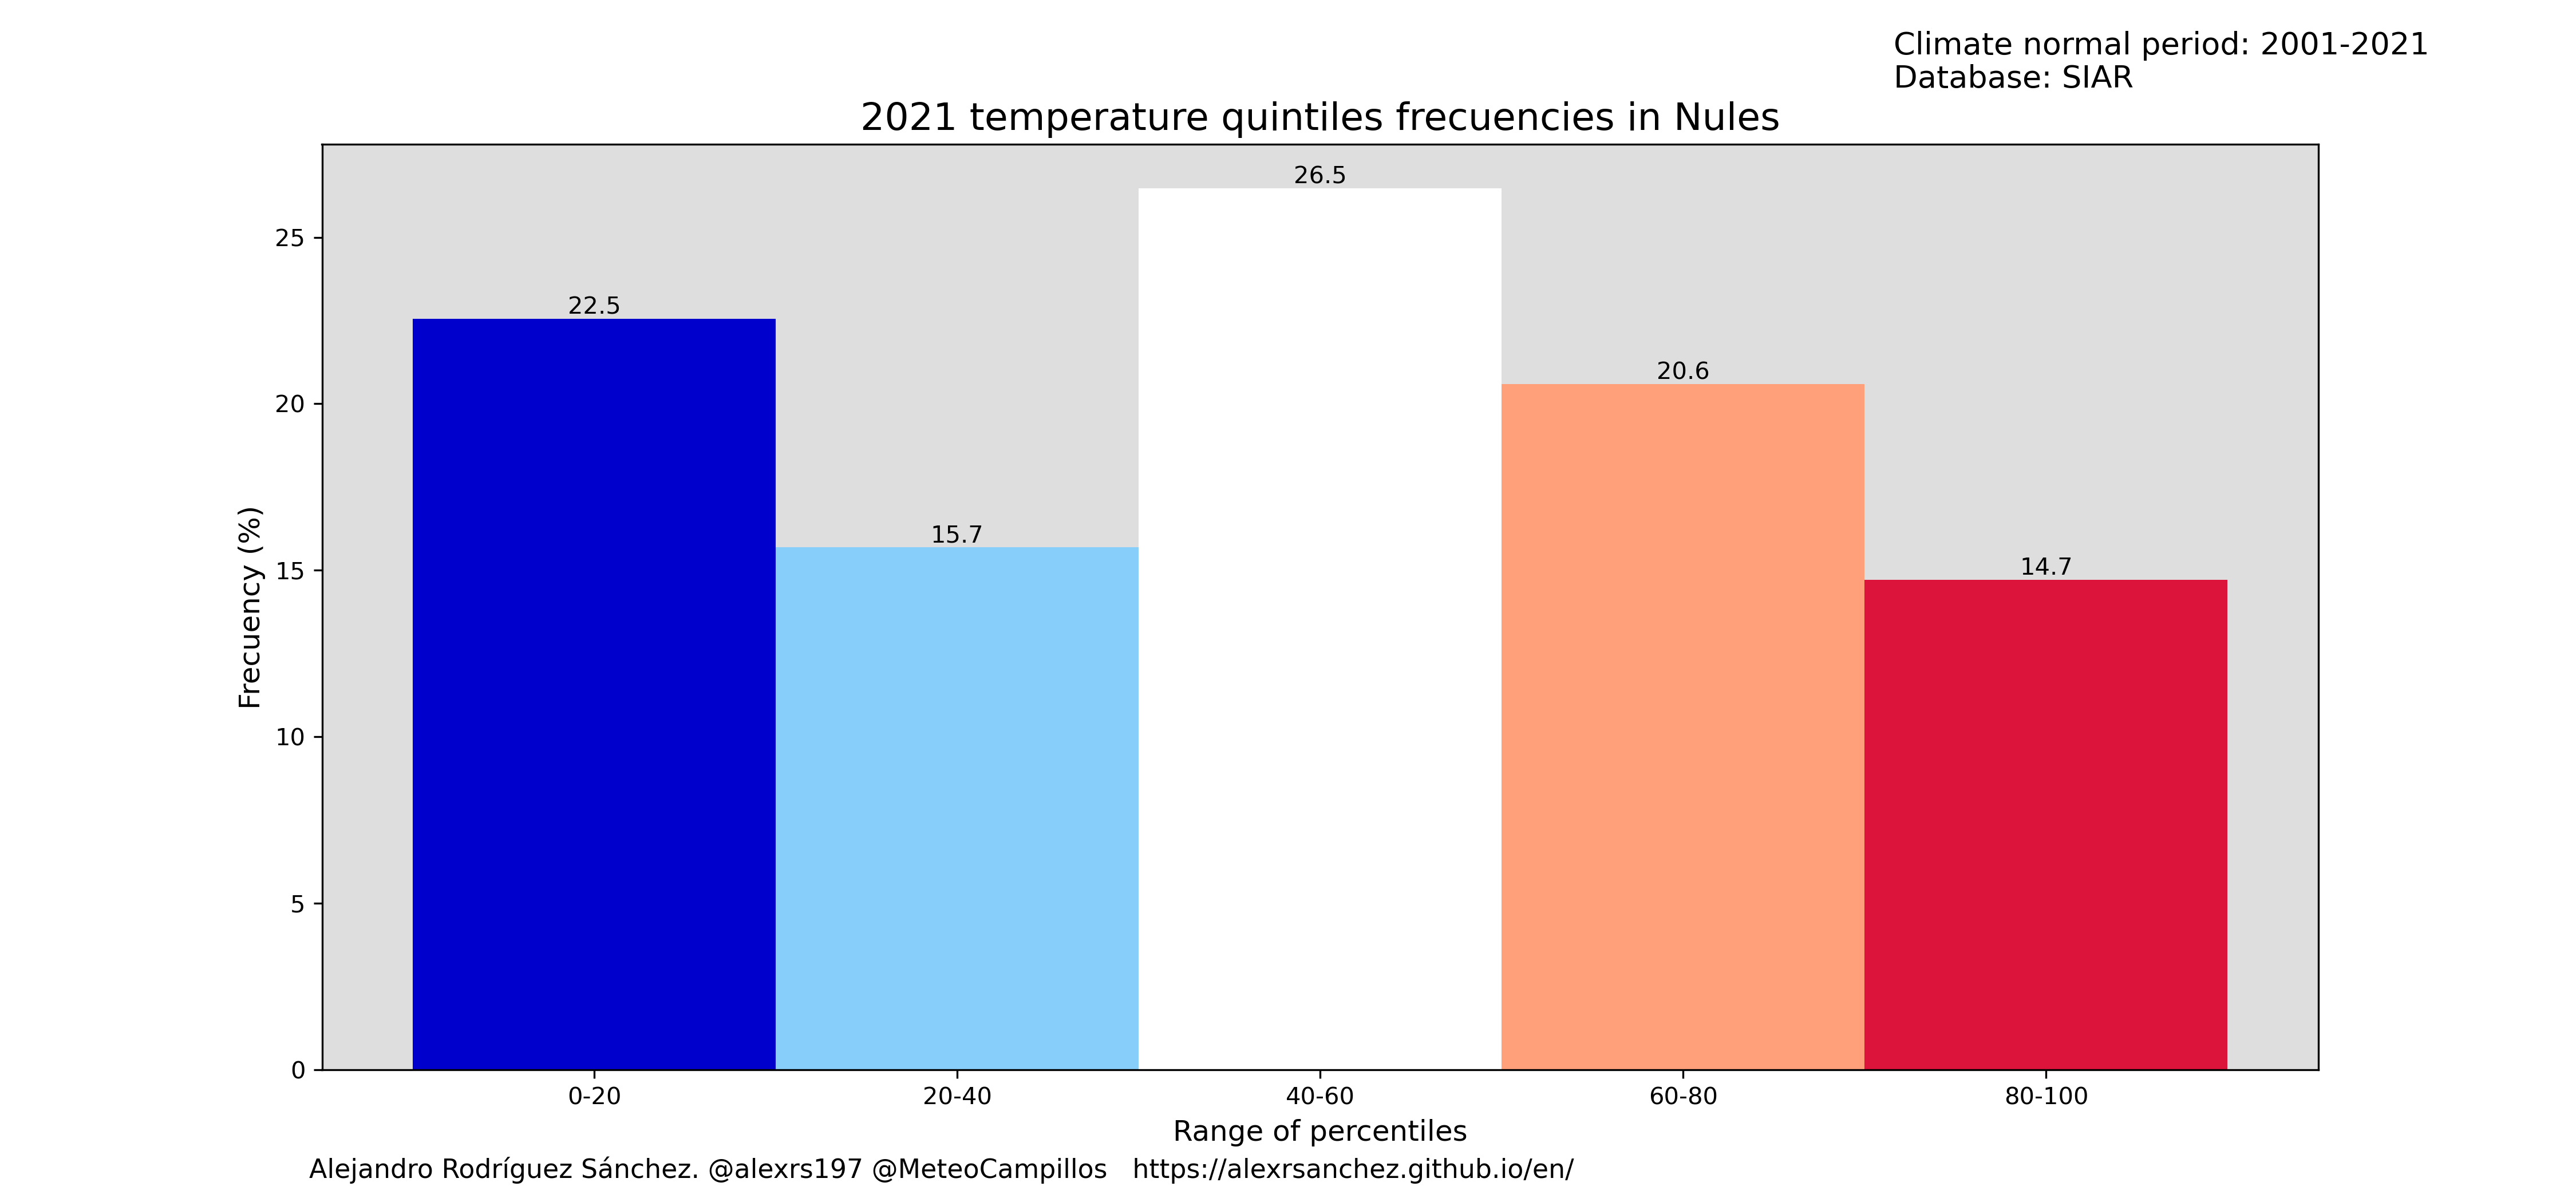 Climate normal period: 2001-2021
Database: SIAR
2021 temperature quintiles frecuencies in Nules
26.5
25
22.5
20.6
20
15.7
14.7
15
10
5
0
Frecuency (%)
0-20 20-40 40-60 60-80 80-100
Range of percentiles
Alejandro Rodríguez Sánchez. @alexrs197 @MeteoCampillos https://alexrsanchez.github.io/en/